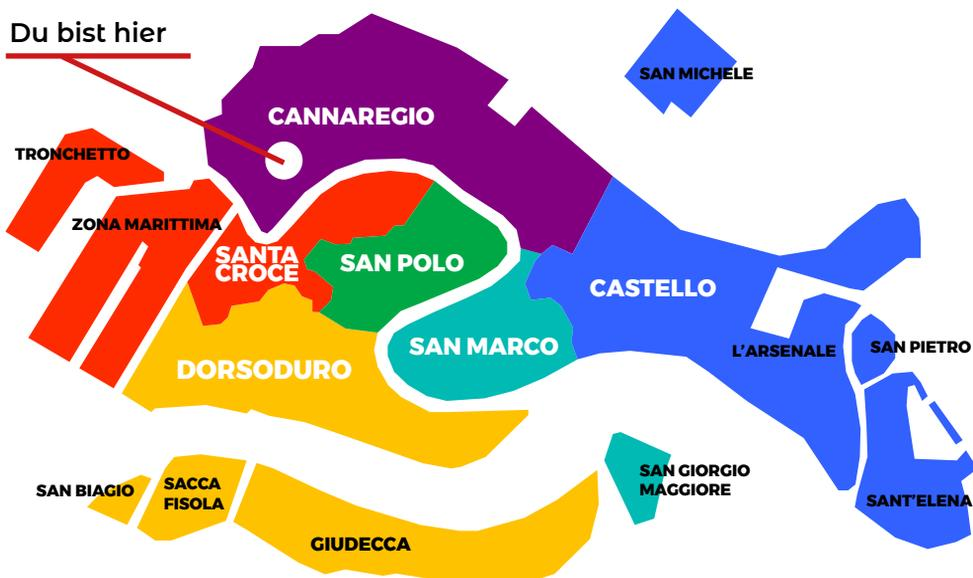 Du bist hier
SAN MICHELE
CANNAREGIO
TRONCHETTO
ZONA MARITTIMA
SANTA
CROCE
SAN POLO
CASTELLO
SAN MARCO
L'ARSENALE
SAN PIETRO
DORSODURO
SAN BIAGIO
SACCA
FISOLA
SAN GIORGIO
MAGGIORE
SANT'ELENA
GIUDECCA